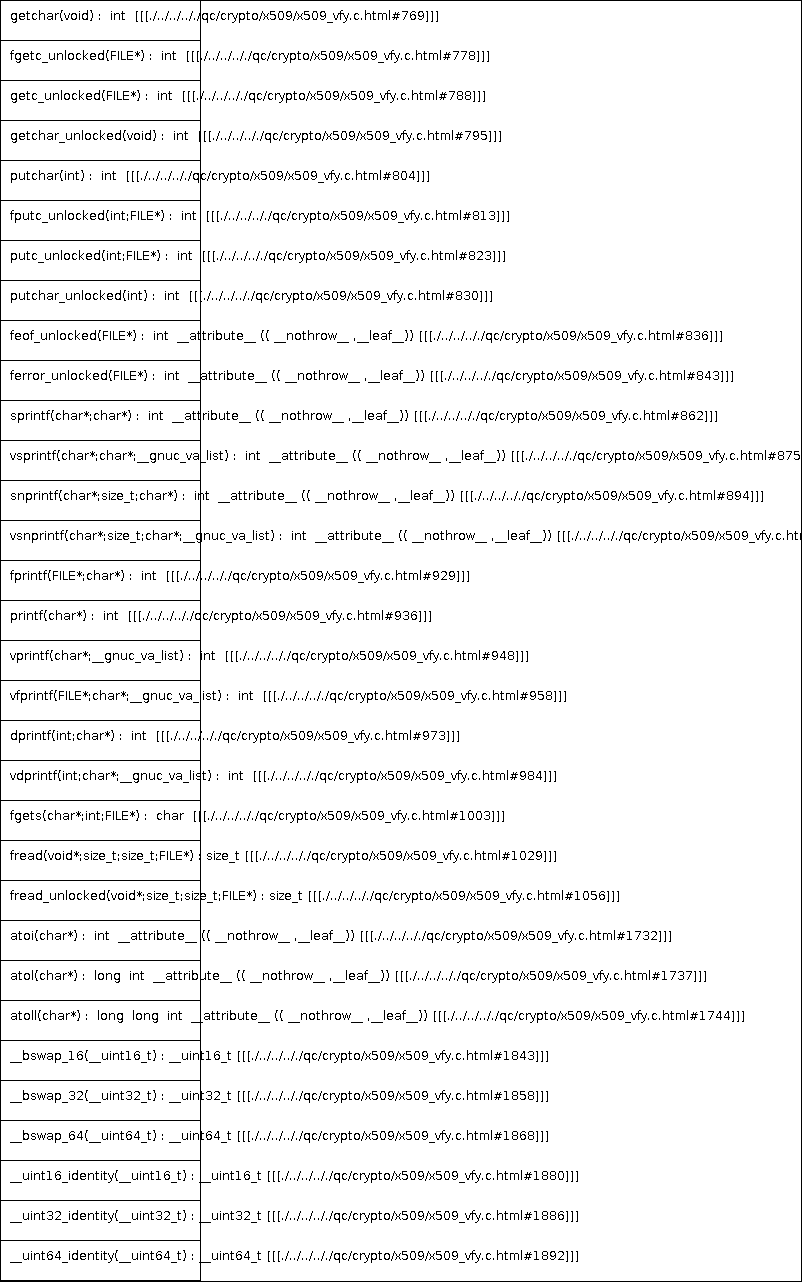 getchar(void) :  int  [[[./../../../../qc/crypto/x509/x509_vfy.c.html#769]]]
fgetc_unlocked(FILE*) :  int  [[[./../../../../qc/crypto/x509/x509_vfy.c.html#778]]]
getc_unlocked(FILE*) :  int  [[[./../../../../qc/crypto/x509/x509_vfy.c.html#788]]]
getchar_unlocked(void) :  int  [[[./../../../../qc/crypto/x509/x509_vfy.c.html#795]]]
putchar(int) :  int  [[[./../../../../qc/crypto/x509/x509_vfy.c.html#804]]]
fputc_unlocked(int;FILE*) :  int  [[[./../../../../qc/crypto/x509/x509_vfy.c.html#813]]]
putc_unlocked(int;FILE*) :  int  [[[./../../../../qc/crypto/x509/x509_vfy.c.html#823]]]
putchar_unlocked(int) :  int  [[[./../../../../qc/crypto/x509/x509_vfy.c.html#830]]]
feof_unlocked(FILE*) :  int  __attribute__ (( __nothrow__ ,__leaf__)) [[[./../../../../qc/crypto/x509/x509_vfy.c.html#836]]]
ferror_unlocked(FILE*) :  int  __attribute__ (( __nothrow__ ,__leaf__)) [[[./../../../../qc/crypto/x509/x509_vfy.c.html#843]]]
sprintf(char*;char*) :  int  __attribute__ (( __nothrow__ ,__leaf__)) [[[./../../../../qc/crypto/x509/x509_vfy.c.html#862]]]
vsprintf(char*;char*;__gnuc_va_list) :  int  __attribute__ (( __nothrow__ ,__leaf__)) [[[./../../../../qc/crypto/x509/x509_vfy.c.html#875
snprintf(char*;size_t;char*) :  int  __attribute__ (( __nothrow__ ,__leaf__)) [[[./../../../../qc/crypto/x509/x509_vfy.c.html#894]]]
vsnprintf(char*;size_t;char*;__gnuc_va_list) :  int  __attribute__ (( __nothrow__ ,__leaf__)) [[[./../../../../qc/crypto/x509/x509_vfy.c.ht
fprintf(FILE*;char*) :  int  [[[./../../../../qc/crypto/x509/x509_vfy.c.html#929]]]
printf(char*) :  int  [[[./../../../../qc/crypto/x509/x509_vfy.c.html#936]]]
vprintf(char*;__gnuc_va_list) :  int  [[[./../../../../qc/crypto/x509/x509_vfy.c.html#948]]]
vfprintf(FILE*;char*;__gnuc_va_list) :  int  [[[./../../../../qc/crypto/x509/x509_vfy.c.html#958]]]
dprintf(int;char*) :  int  [[[./../../../../qc/crypto/x509/x509_vfy.c.html#973]]]
vdprintf(int;char*;__gnuc_va_list) :  int  [[[./../../../../qc/crypto/x509/x509_vfy.c.html#984]]]
fgets(char*;int;FILE*) :  char  [[[./../../../../qc/crypto/x509/x509_vfy.c.html#1003]]]
fread(void*;size_t;size_t;FILE*) : size_t [[[./../../../../qc/crypto/x509/x509_vfy.c.html#1029]]]
fread_unlocked(void*;size_t;size_t;FILE*) : size_t [[[./../../../../qc/crypto/x509/x509_vfy.c.html#1056]]]
atoi(char*) :  int  __attribute__ (( __nothrow__ ,__leaf__)) [[[./../../../../qc/crypto/x509/x509_vfy.c.html#1732]]]
atol(char*) :  long  int  __attribute__ (( __nothrow__ ,__leaf__)) [[[./../../../../qc/crypto/x509/x509_vfy.c.html#1737]]]
atoll(char*) :  long  long  int  __attribute__ (( __nothrow__ ,__leaf__)) [[[./../../../../qc/crypto/x509/x509_vfy.c.html#1744]]]
__bswap_16(__uint16_t) : __uint16_t [[[./../../../../qc/crypto/x509/x509_vfy.c.html#1843]]]
__bswap_32(__uint32_t) : __uint32_t [[[./../../../../qc/crypto/x509/x509_vfy.c.html#1858]]]
__bswap_64(__uint64_t) : __uint64_t [[[./../../../../qc/crypto/x509/x509_vfy.c.html#1868]]]
__uint16_identity(__uint16_t) : __uint16_t [[[./../../../../qc/crypto/x509/x509_vfy.c.html#1880]]]
__uint32_identity(__uint32_t) : __uint32_t [[[./../../../../qc/crypto/x509/x509_vfy.c.html#1886]]]
__uint64_identity(__uint64_t) : __uint64_t [[[./../../../../qc/crypto/x509/x509_vfy.c.html#1892]]]